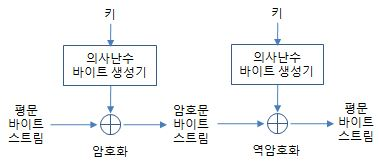 키
키
의사난수
바이트 생성기
의사난수
바이트 생성기
평문
바이트
스트림
암호문
바이트
스트림
평문
바이트
스트림
암호화
역암호화